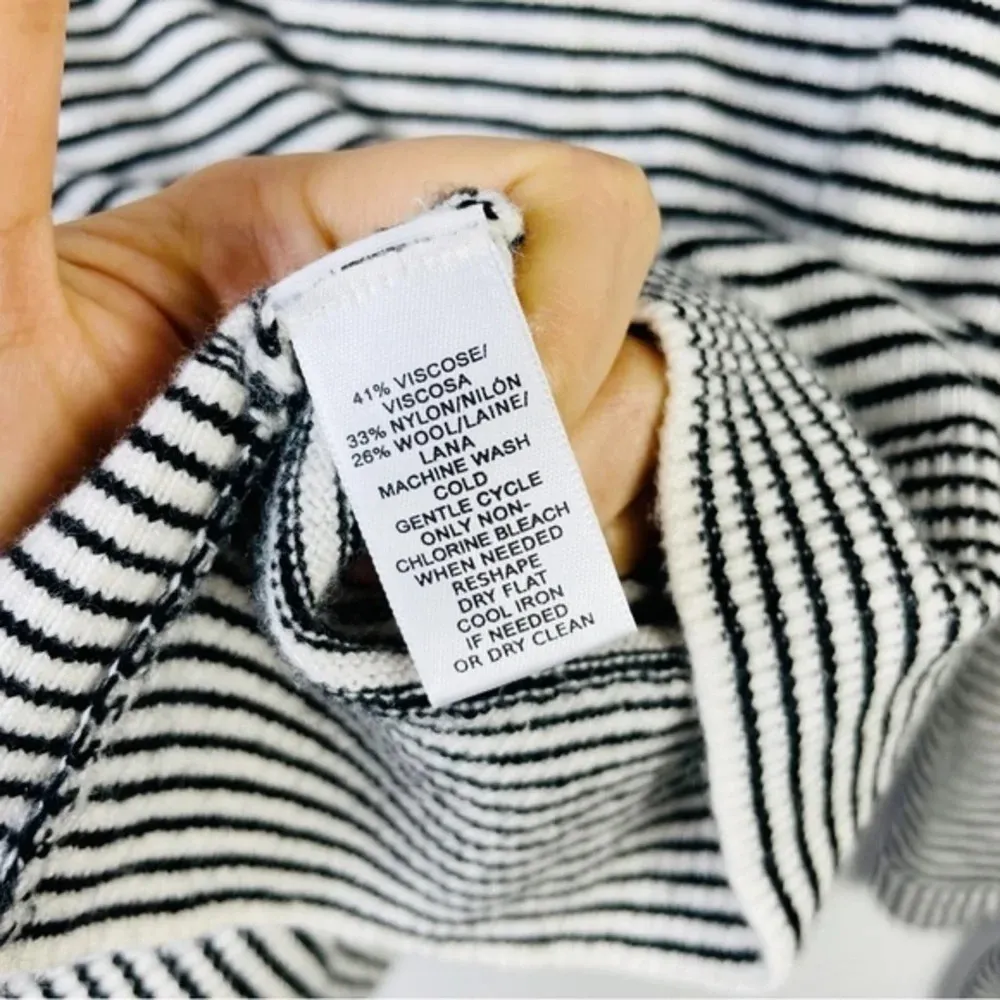 41% VISCOSE/
VISCOSA
33% NYLON/NILÓN
26% WOOL/LAINE/
LANA
MACHINE WASH
COLD
GENTLE CYCLE
ONLY NON-
CHLORINE BLEACH
WHEN NEEDED
RESHAPE
DRY FLAT
COOL IRON
IF NEEDED
OR DRY CLEAN